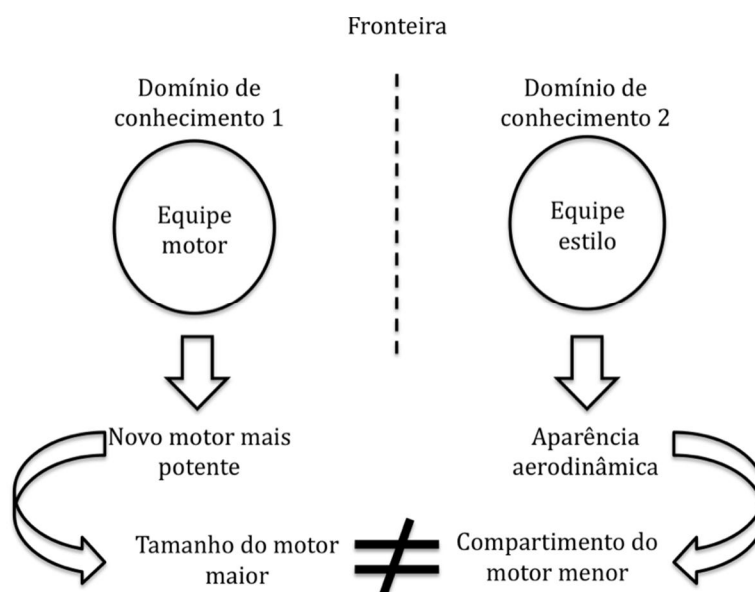 Fronteira
Domínio de
conhecimento 1
Domínio de
conhecimento 2
Equipe
motor
Equipe
estilo
Novo motor mais
potente
Aparência
aerodinâmica
Tamanho do motor
maior
≠
Compartimento do
motor menor